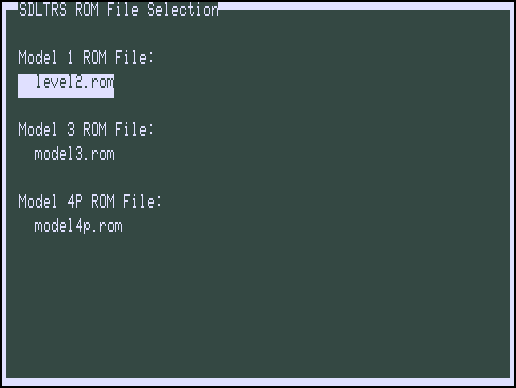 SDLTRS ROM File Selection
Model 1 ROM File:
level2.rom
Model 3 ROM File:
model3.rom
Model 4P ROM File:
model4p.rom